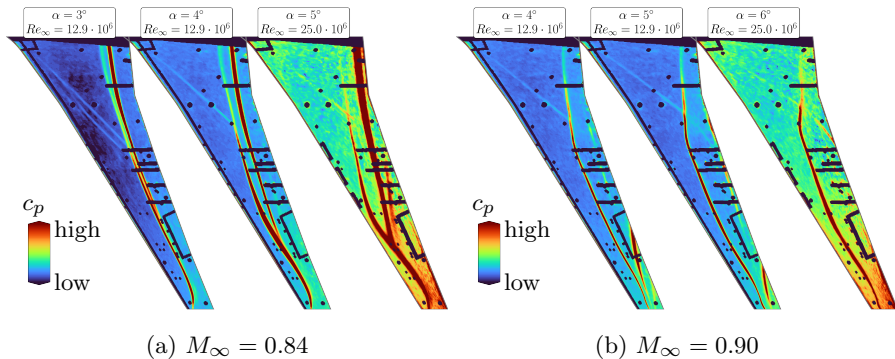 α = 3°
Re∞ = 12.9 · 10⁶
α = 4°
Re∞ = 12.9 · 10⁶
α = 5°
Re∞ = 25.0 · 10⁶
α = 4°
Re∞ = 12.9 · 10⁶
α = 5°
Re∞ = 12.9 · 10⁶
α = 6°
Re∞ = 25.0 · 10⁶
cₚ
high
low
cₚ
high
low
(a) M∞ = 0.84
(b) M∞ = 0.90